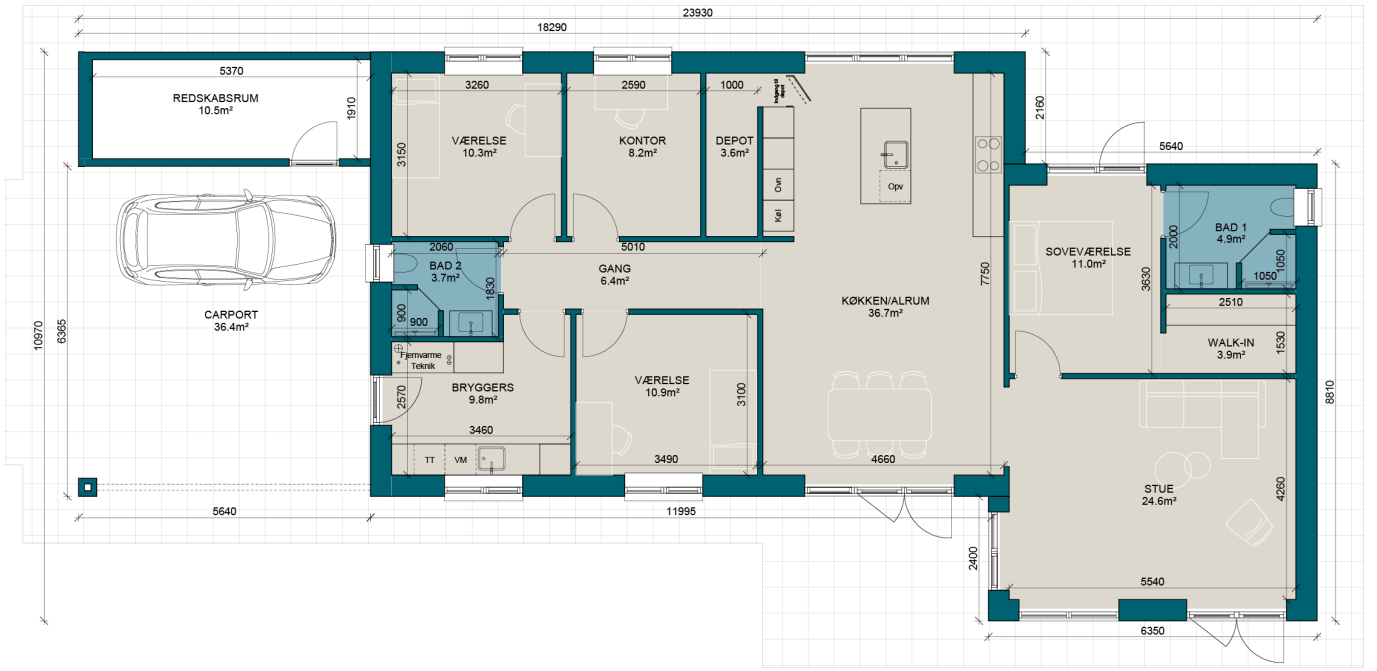 23930
18290
5370
REDSKABSRUM
10.5m²
1910
3260
VÆRELSE
10.3m²
3150
2590
KONTOR
8.2m²
1000
DEPOT
3.6m²
Indgang til
depot
Ovn
Køl
Opv
2160
5640
SOVEVÆRELSE
11.0m²
3630
2000
BAD 1
4.9m²
1050
1050
2510
WALK-IN
3.9m²
1530
2060
BAD 2
3.7m²
1830
900
900
5010
GANG
6.4m²
KØKKEN/ALRUM
36.7m²
7750
CARPORT
36.4m²
10970
6365
Fjernvarme
Teknik
BRYGGERS
9.8m²
2570
3460
TT
VM
VÆRELSE
10.9m²
3100
3490
4660
STUE
24.6m²
4260
8810
5640
11995
2400
5540
6350